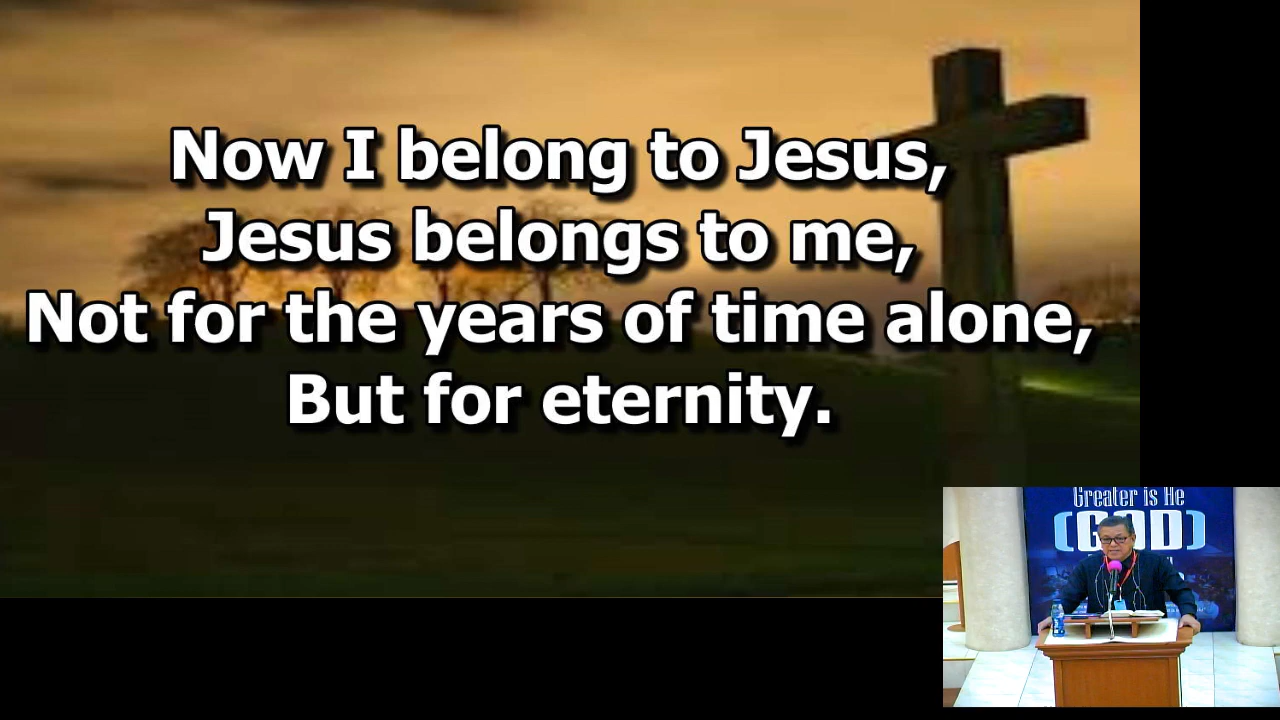 Now I belong to Jesus,
Jesus belongs to me,
Not for the years of time alone,
But for eternity.
Greater is He
(GOD)